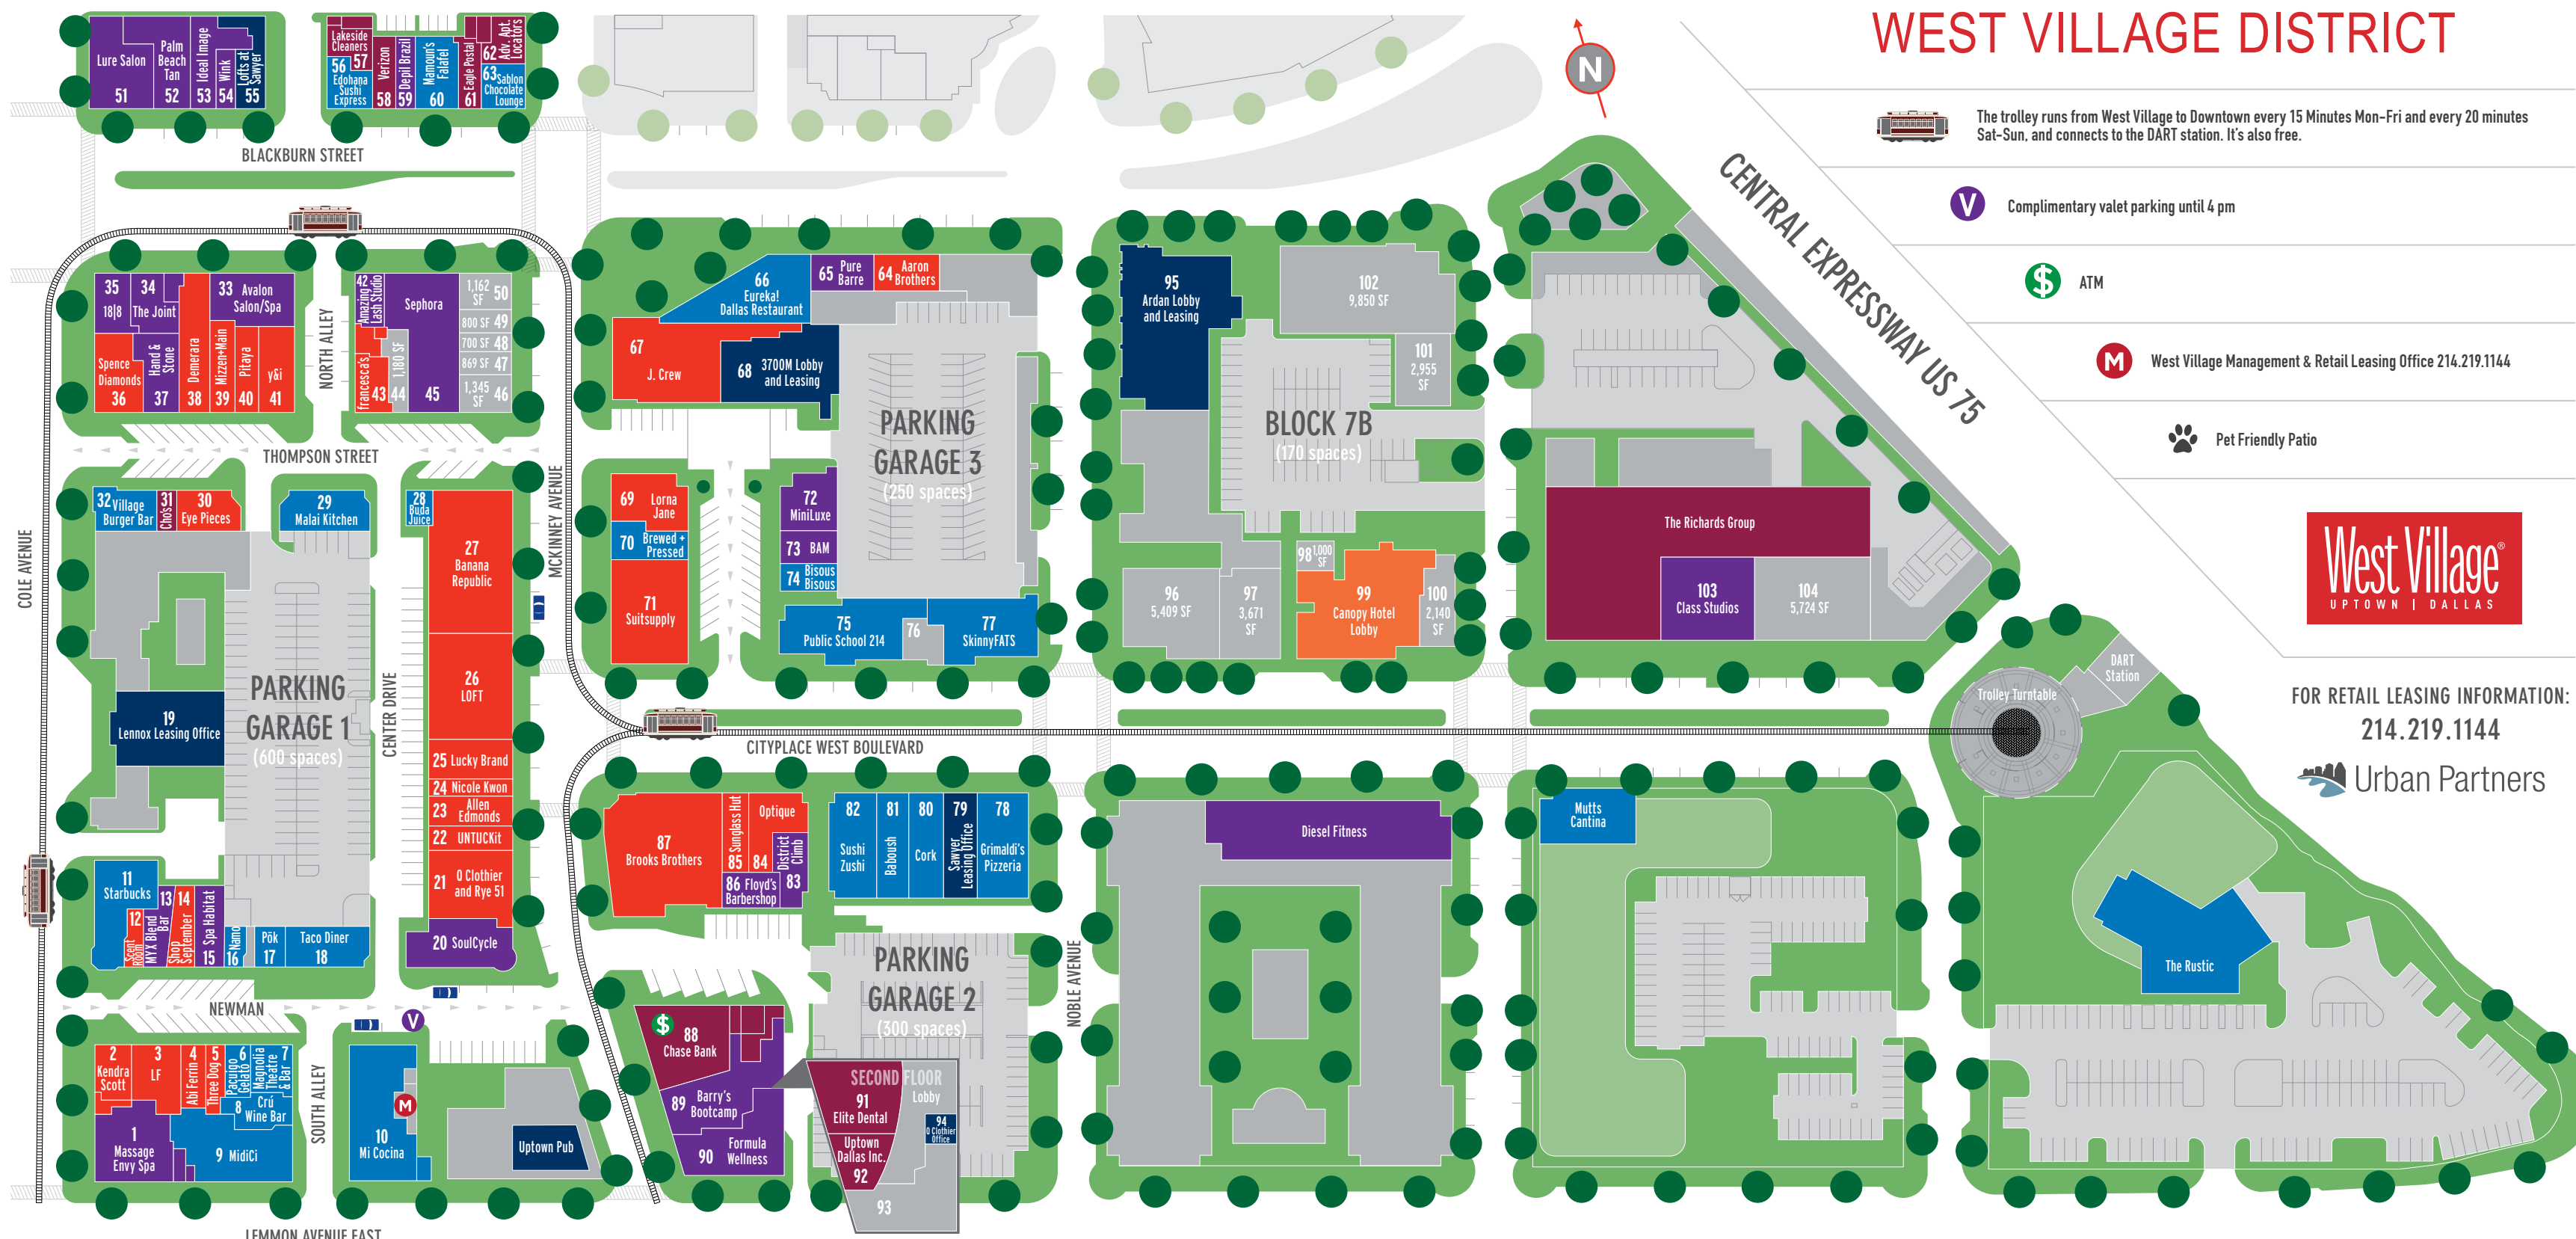 WEST VILLAGE DISTRICT
The trolley runs from West Village to Downtown every 15 Minutes Mon-Fri and every 20 minutes
Sat-Sun, and connects to the DART station. It's also free.
V
Complimentary valet parking until 4 pm
$
ATM
M
West Village Management & Retail Leasing Office 214.219.1144
Pet Friendly Patio
West Village®
UPTOWN | DALLAS
FOR RETAIL LEASING INFORMATION:
214.219.1144
Urban Partners
N
CENTRAL EXPRESSWAY US 75
Lure Salon
51
Palm
Beach
Tan
52
Ideal Image
53
Wink
54
Lofts at
Sawyer
55
Lakeside
Cleaners
57
56
Edohana
Sushi
Express
Verizon
58
Depil Brazil
59
Mamoun's
Falafel
60
Eagle Postal
61
62
Adv. Apt.
Locators
63 Sablon
Chocolate
Lounge
BLACKBURN STREET
35
18|8
34
The Joint
33 Avalon
Salon/Spa
Spence
Diamonds
36
Hand &
Stone
37
Demerara
38
Mizzen+Main
39
Pitaya
40
y&i
41
NORTH ALLEY
42
Amazing
Lash Studio
francesca's
43
1,180 SF
44
Sephora
45
1,162
SF 50
800 SF 49
700 SF 48
869 SF 47
1,345
SF 46
THOMPSON STREET
COLE AVENUE
MCKINNEY AVENUE
32 Village
Burger Bar
31
Cho's
30
Eye Pieces
29
Malai Kitchen
28
Buda
Juice
27
Banana
Republic
26
LOFT
25 Lucky Brand
24 Nicole Kwon
23 Allen
Edmonds
22 UNTUCKit
21 Q Clothier
and Rye 51
20 SoulCycle
CENTER DRIVE
PARKING
GARAGE 1
(600 spaces)
19
Lennox Leasing Office
11
Starbucks
12
Scent
Room
13
MYX Blend
Bar
14
Shop
September
15 Spa Habitat
Namo
16
Pōk
17
Taco Diner
18
NEWMAN
V
2
Kendra
Scott
3
LF
4
Abi Ferrin
5
Three Dog
6
Paciugo
Gelato
7
Magnolia
Theatre
& Bar
8 Crú
Wine Bar
1
Massage
Envy Spa
9 MidiCi
SOUTH ALLEY
M
10
Mi Cocina
Uptown Pub
LEMMON AVENUE EAST
66
Eureka!
Dallas Restaurant
65 Pure
Barre
64 Aaron
Brothers
67
J. Crew
68 3700M Lobby
and Leasing
PARKING
GARAGE 3
(250 spaces)
69 Lorna
Jane
70 Brewed +
Pressed
71
Suitsupply
72
MiniLuxe
73 BAM
74 Bisous
Bisous
75
Public School 214
76
77
SkinnyFATS
CITYPLACE WEST BOULEVARD
87
Brooks Brothers
Sunglass Hut
85
Optique
84
District
Climb
83
86 Floyd's
Barbershop
82
Sushi
Zushi
81
Baboush
80
Cork
79
Sawyer
Leasing Office
78
Grimaldi's
Pizzeria
PARKING
GARAGE 2
(300 spaces)
$
88
Chase Bank
89 Barry's
Bootcamp
90 Formula
Wellness
SECOND FLOOR
Lobby
91
Elite Dental
Uptown
Dallas Inc.
92
93
94
Q Clothier
Office
NOBLE AVENUE
95
Ardan Lobby
and Leasing
102
9,850 SF
101
2,955
SF
BLOCK 7B
(170 spaces)
96
5,409 SF
97
3,671
SF
98 1,000
SF
99
Canopy Hotel
Lobby
100
2,140
SF
The Richards Group
103
Class Studios
104
5,724 SF
DART
Station
Trolley Turntable
Diesel Fitness
Mutts
Cantina
The Rustic